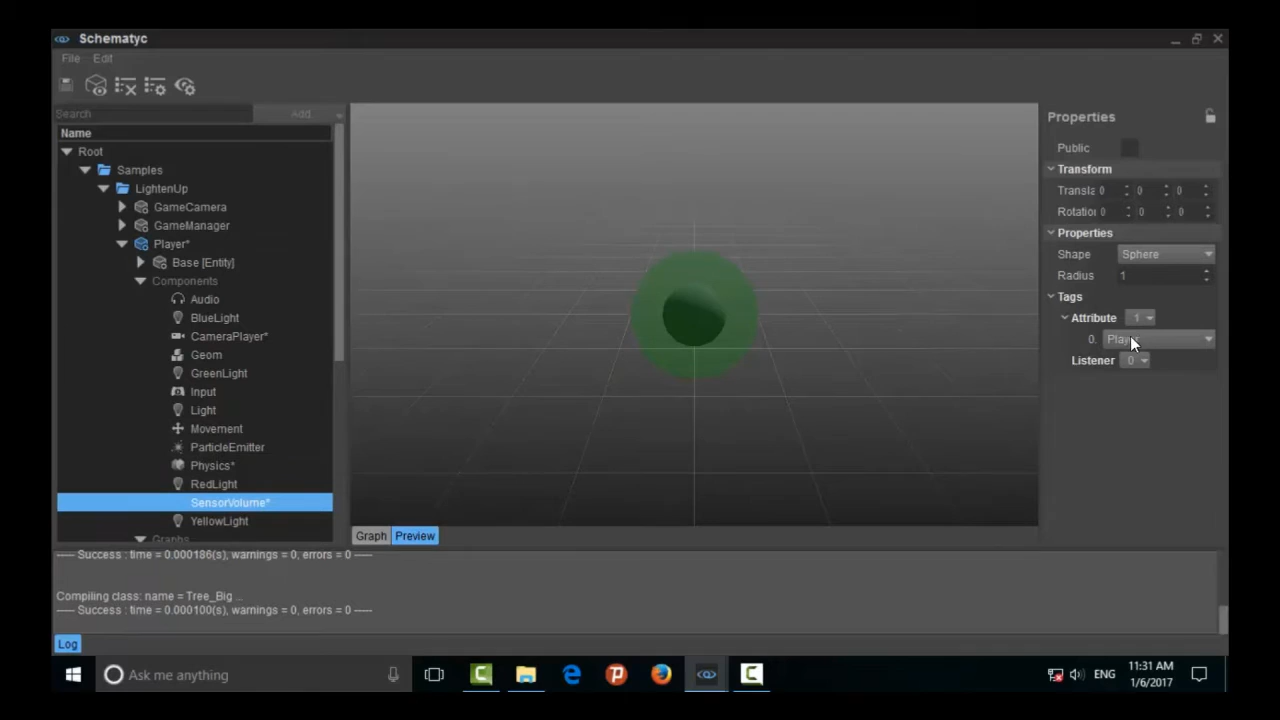 Schematyc
File Edit
Search Add
Name
Root
Samples
LightenUp
GameCamera
GameManager
Player*
Base [Entity]
Components
Audio
BlueLight
CameraPlayer*
Geom
GreenLight
Input
Light
Movement
ParticleEmitter
Physics*
RedLight
SensorVolume*
YellowLight
Graphs
Graph Preview
Properties
Public
Transform
Transla 0 0 0
Rotation 0 0 0
Properties
Shape Sphere
Radius 1
Tags
Attribute 1
0.
Listener 0
---- Success : time = 0.000186(s), warnings = 0, errors = 0 ----
Compiling class: name = Tree_Big ...
---- Success : time = 0.000100(s), warnings = 0, errors = 0 ----
Log
Ask me anything
ENG
11:31 AM
1/6/2017